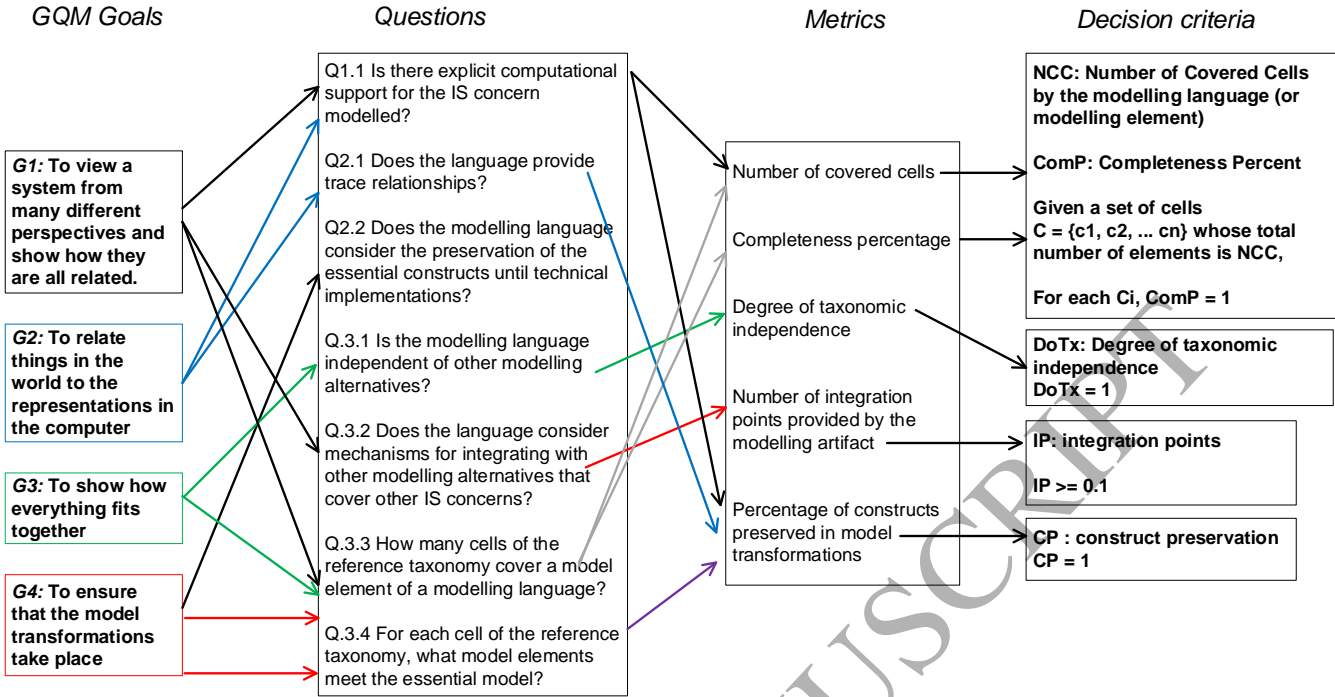 GQM Goals
Questions
Metrics
Decision criteria
G1: To view a
system from
many different
perspectives and
show how they
are all related.
G2: To relate
things in the
world to the
representations in
the computer
G3: To show how
everything fits
together
G4: To ensure
that the model
transformations
take place
Q1.1 Is there explicit computational
support for the IS concern
modelled?
Q2.1 Does the language provide
trace relationships?
Q2.2 Does the modelling language
consider the preservation of the
essential constructs until technical
implementations?
Q.3.1 Is the modelling language
independent of other modelling
alternatives?
Q.3.2 Does the language consider
mechanisms for integrating with
other modelling alternatives that
cover other IS concerns?
Q.3.3 How many cells of the
reference taxonomy cover a model
element of a modelling language?
Q.3.4 For each cell of the reference
taxonomy, what model elements
meet the essential model?
Number of covered cells
Completeness percentage
Degree of taxonomic
independence
Number of integration
points provided by the
modelling artifact
Percentage of constructs
preserved in model
transformations
NCC: Number of Covered Cells
by the modelling language (or
modelling element)
ComP: Completeness Percent
Given a set of cells
C = {c1, c2, ... cn} whose total
number of elements is NCC,
For each Ci, ComP = 1
DoTx: Degree of taxonomic
independence
DoTx = 1
IP: integration points
IP >= 0.1
CP : construct preservation
CP = 1
USCRIPT